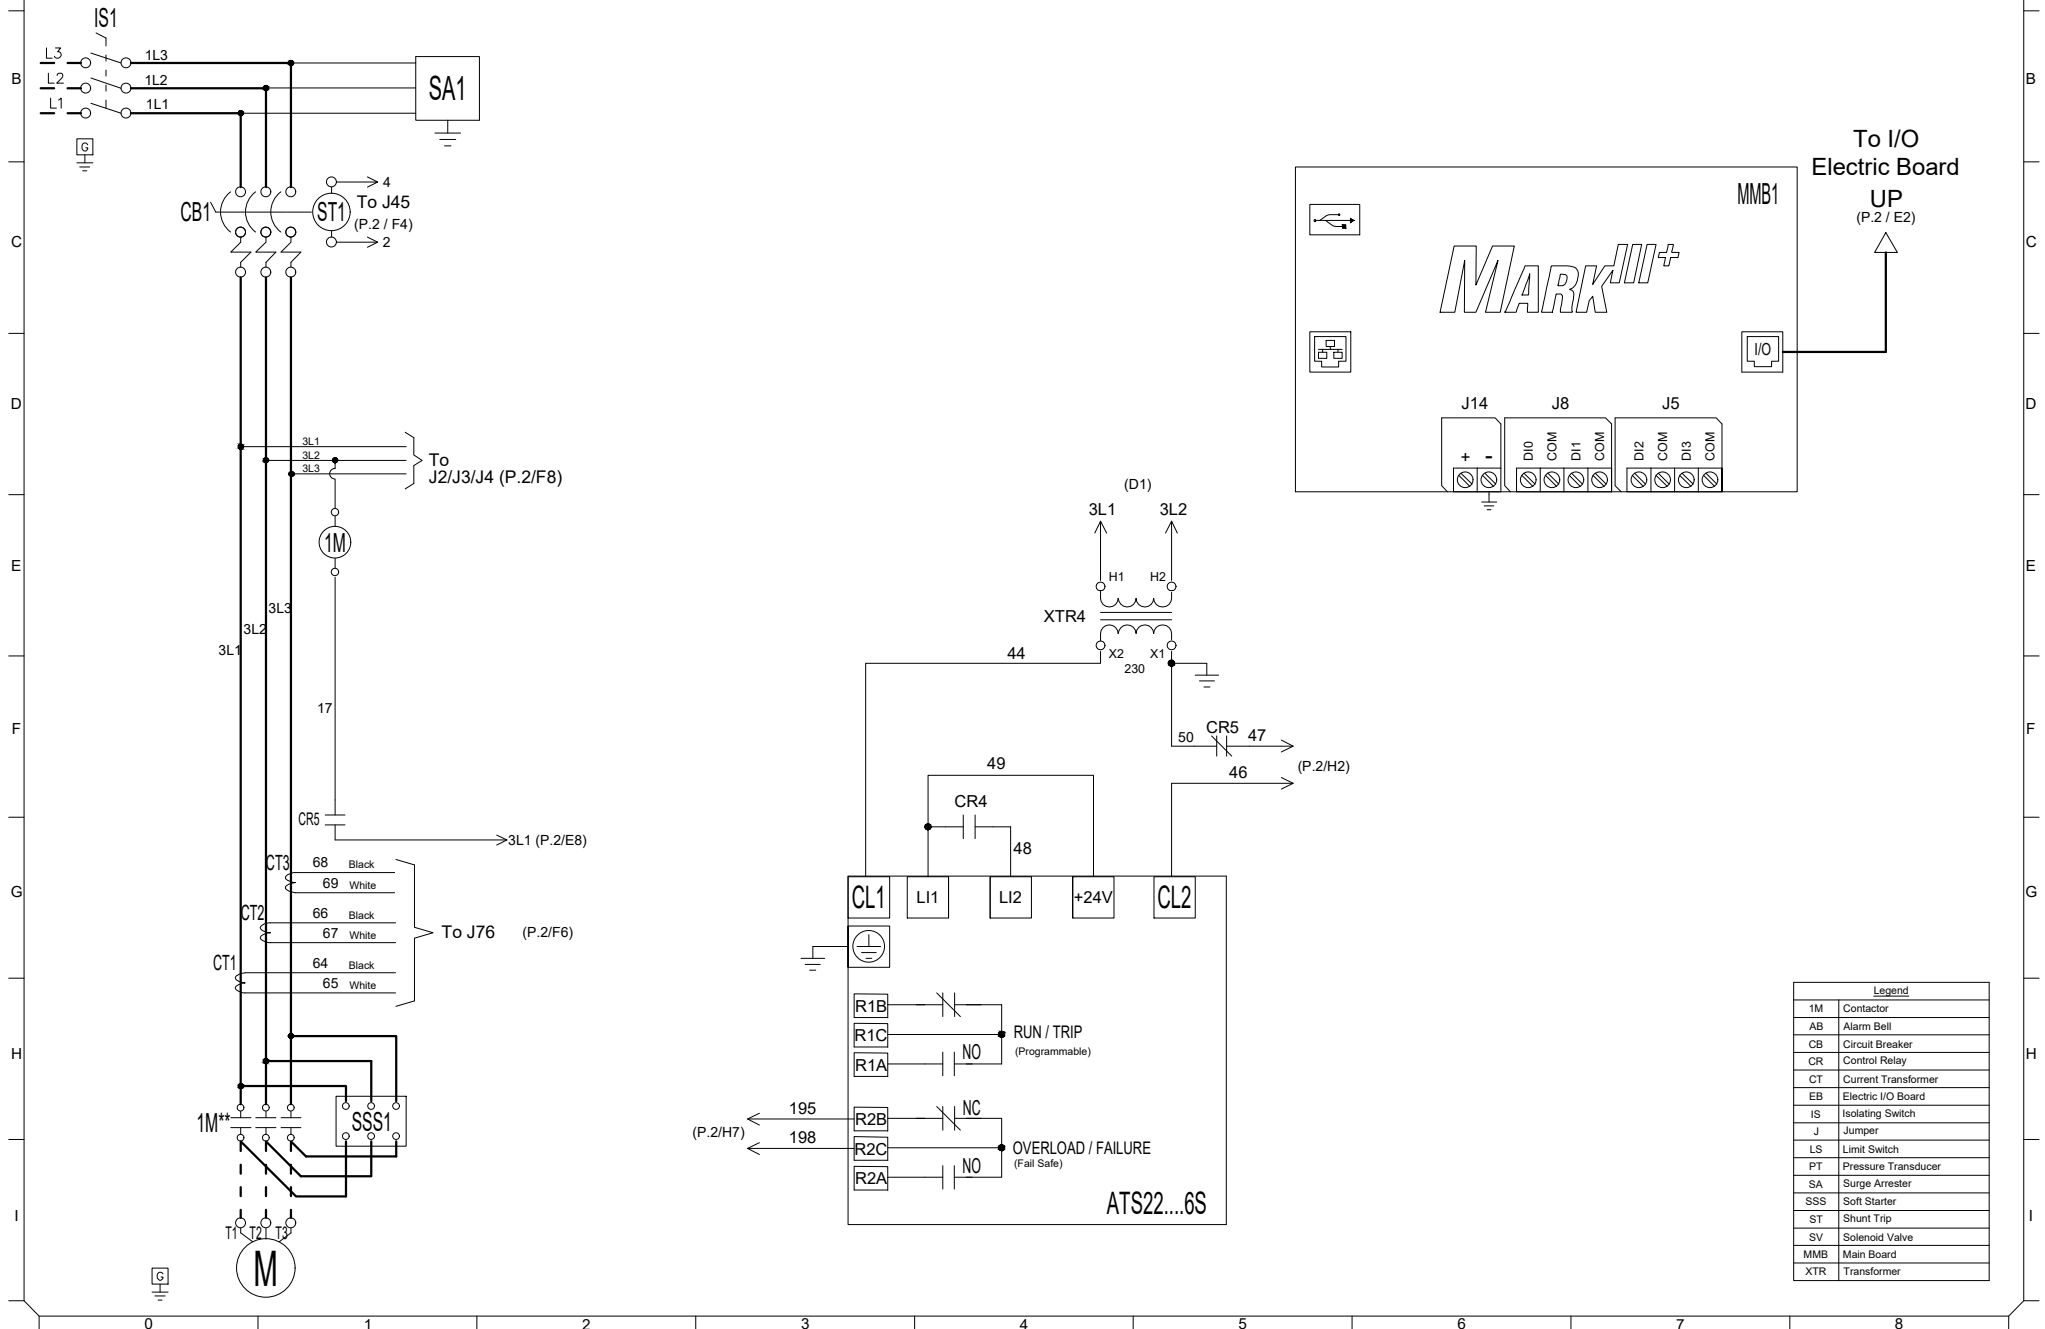 IS1
L3
1L3
L2
1L2
L1
1L1
SA1
G
B
B
To I/O
Electric Board
UP
(P.2 / E2)
CB1
ST1
4
To J45
(P.2 / F4)
2
MMB1
MARK III+
C
C
I/O
J14
J8
J5
+
-
DI0
COM
DI1
COM
DI2
COM
DI3
COM
D
D
3L1
3L2
3L3
To
J2/J3/J4 (P.2/F8)
1M
E
E
(D1)
3L1
3L2
H1
H2
XTR4
X2
X1
230
3L3
3L2
3L1
44
17
F
F
50
CR5
47
(P.2/H2)
46
49
CR4
48
CR5
3L1 (P.2/E8)
CT3
68
Black
69
White
CT2
66
Black
67
White
To J76
(P.2/F6)
CT1
64
Black
65
White
G
G
CL1
LI1
LI2
+24V
CL2
R1B
R1C
R1A
NO
RUN / TRIP
(Programmable)
195
198
(P.2/H7)
R2B
R2C
R2A
NC
NO
OVERLOAD / FAILURE
(Fail Safe)
ATS22....6S
H
H
1M**
SSS1
T1
T2
T3
M
G
I
I
Legend
1M Contactor
AB Alarm Bell
CB Circuit Breaker
CR Control Relay
CT Current Transformer
EB Electric I/O Board
IS Isolating Switch
J Jumper
LS Limit Switch
PT Pressure Transducer
SA Surge Arrester
SSS Soft Starter
ST Shunt Trip
SV Solenoid Valve
MMB Main Board
XTR Transformer
0 1 2 3 4 5 6 7 8